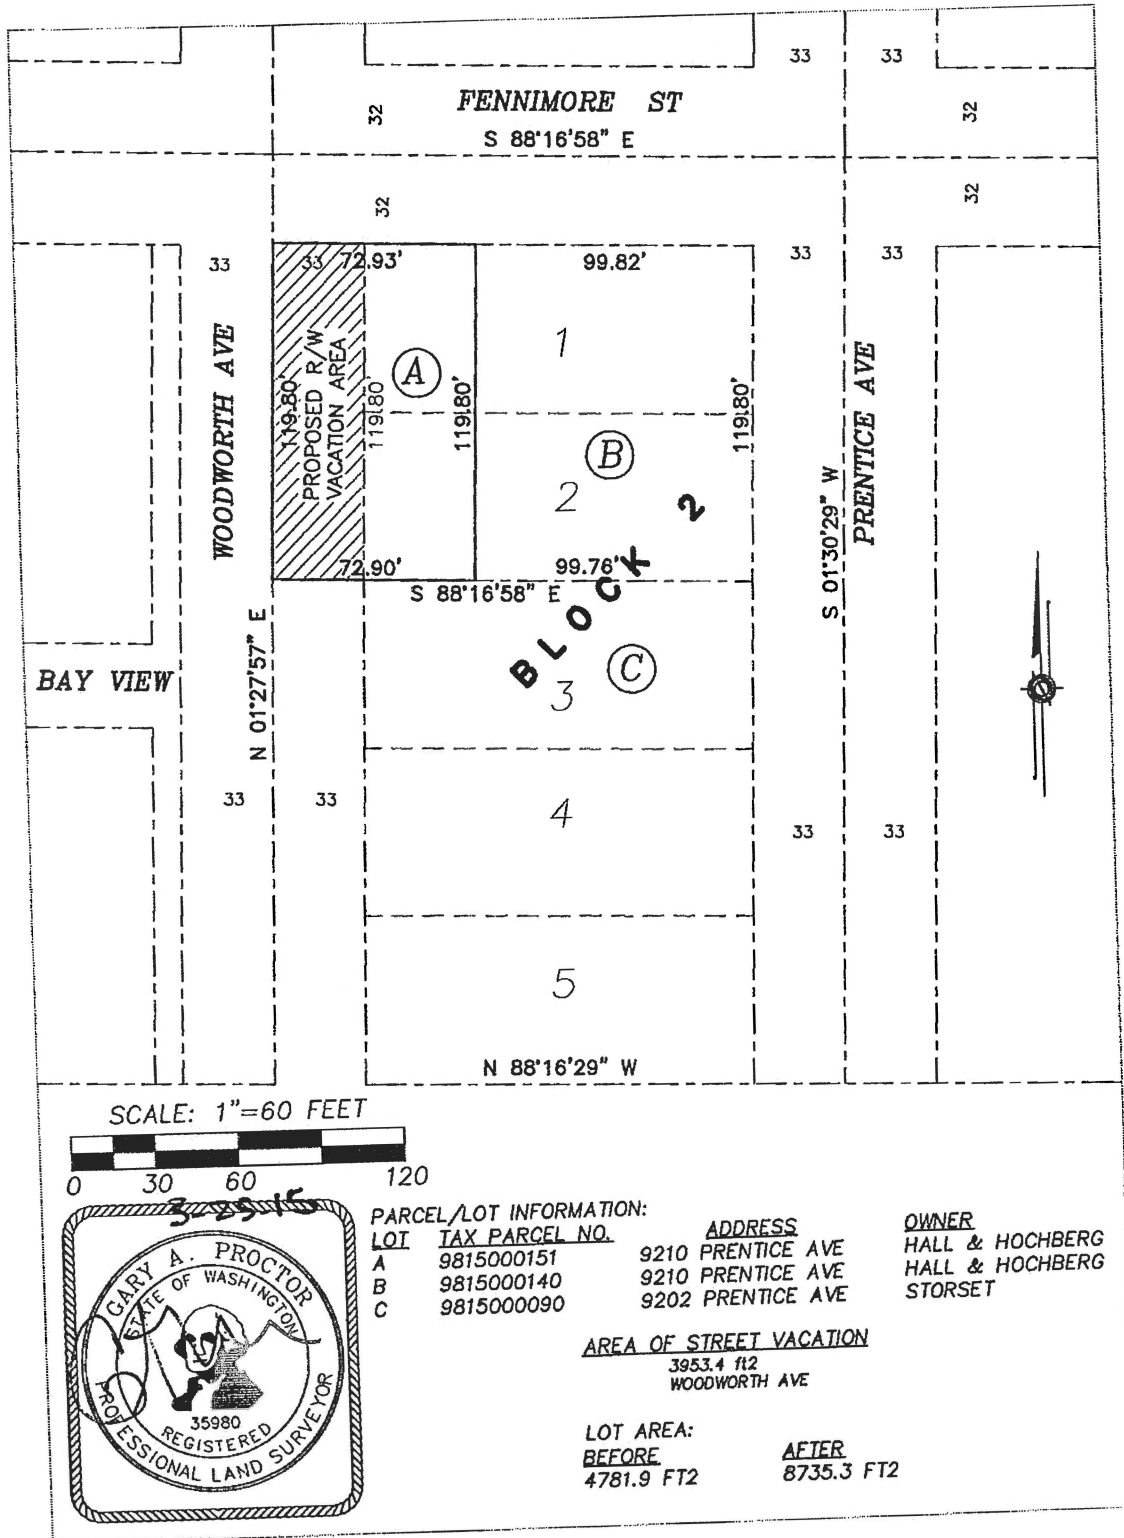 33 33
FENNIMORE ST
32 32
S 88°16'58" E
32 32
33 33 72.93' 99.82' 33 33
WOODWORTH AVE
119.80'
PROPOSED R/W
VACATION AREA
119.80'
A
119.80'
1
B
2
119.80'
PRENTICE AVE
S 01°30'29" W
72.90' 99.76'
S 88°16'58" E
BLOCK 2
N 01°27'57" E
BAY VIEW
C
3
33 33
4
33 33
5
N 88°16'29" W
SCALE: 1"=60 FEET
0 30 60 120
3-25-15
GARY A. PROCTOR
STATE OF WASHINGTON
35980
REGISTERED
PROFESSIONAL LAND SURVEYOR
PARCEL/LOT INFORMATION:
LOT TAX PARCEL NO. ADDRESS OWNER
A 9815000151 9210 PRENTICE AVE HALL & HOCHBERG
B 9815000140 9210 PRENTICE AVE HALL & HOCHBERG
C 9815000090 9202 PRENTICE AVE STORSET
AREA OF STREET VACATION
3953.4 ft2
WOODWORTH AVE
LOT AREA:
BEFORE AFTER
4781.9 FT2 8735.3 FT2